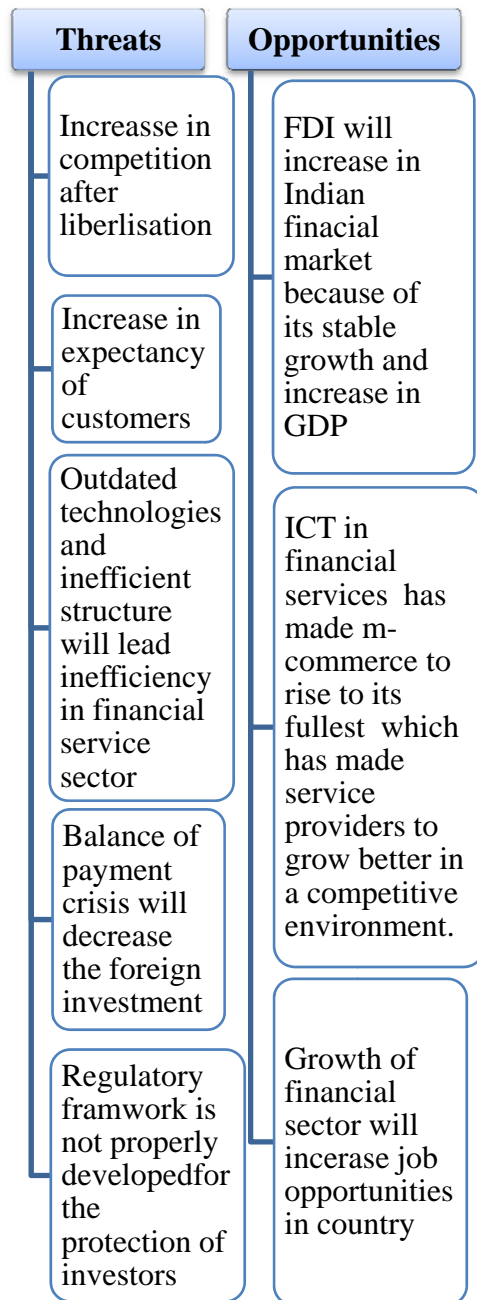 Threats
Increasse in
competition
after
liberlisation
Increase in
expectancy
of
customers
Outdated
technologies
and
inefficient
structure
will lead
inefficiency
in financial
service
sector
Balance of
payment
crisis will
decrease
the foreign
investment
Regulatory
framwork is
not properly
developedfor
the
protection of
investors
Opportunities
FDI will
increase in
Indian
finacial
market
because of
its stable
growth and
increase in
GDP
ICT in
financial
services has
made m-
commerce to
rise to its
fullest which
has made
service
providers to
grow better in
a competitive
environment.
Growth of
financial
sector will
incerase job
opportunities
in country